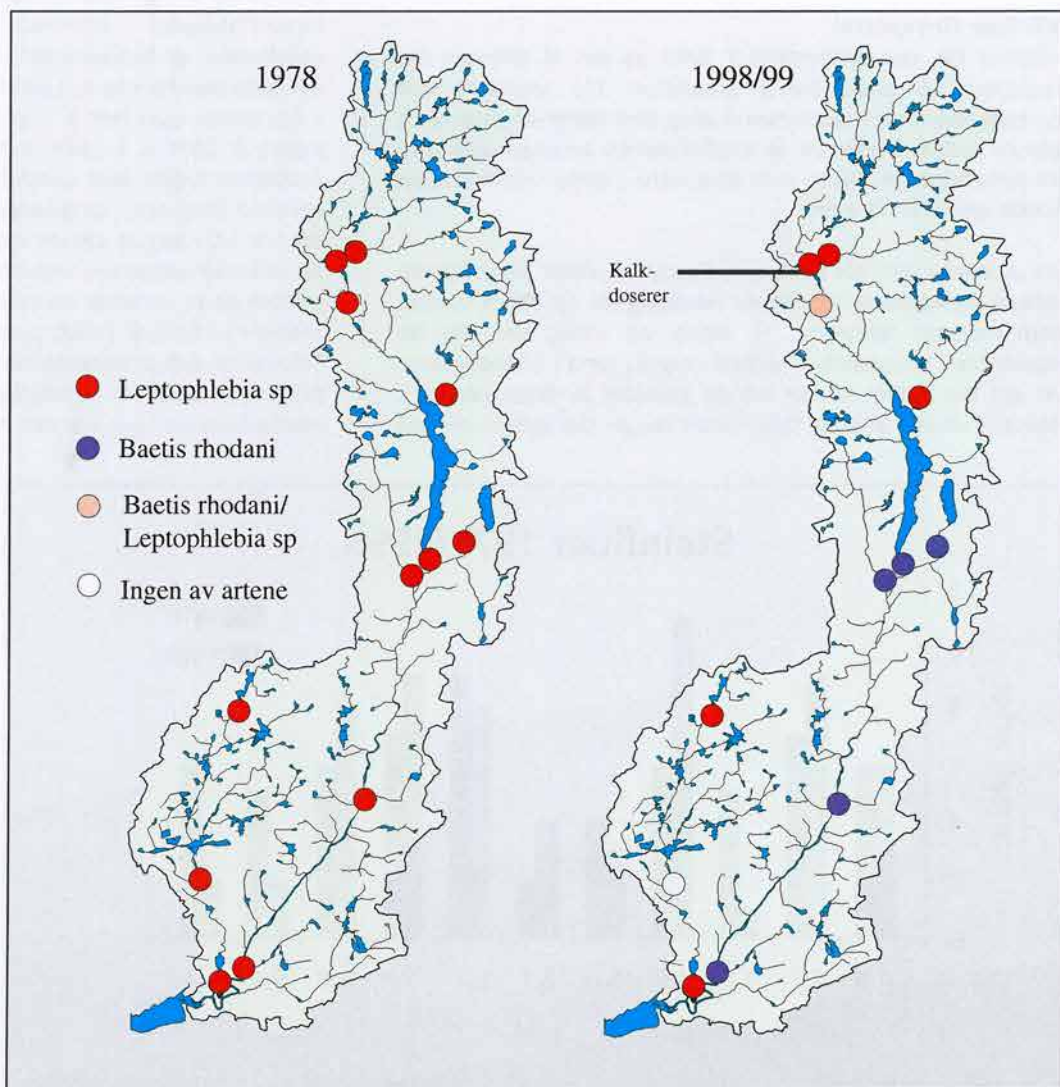 1978
1998/99
Kalk-
doserer
Leptophlebia sp
Baetis rhodani
Baetis rhodani/
Leptophlebia sp
Ingen av artene